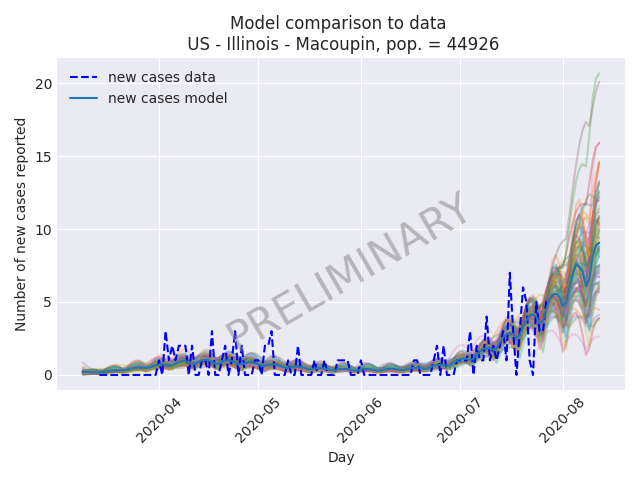 Model comparison to data
US - Illinois - Macoupin, pop. = 44926
new cases data
new cases model
Number of new cases reported
20
15
10
5
0
PRELIMINARY
2020-04
2020-05
2020-06
2020-07
2020-08
Day